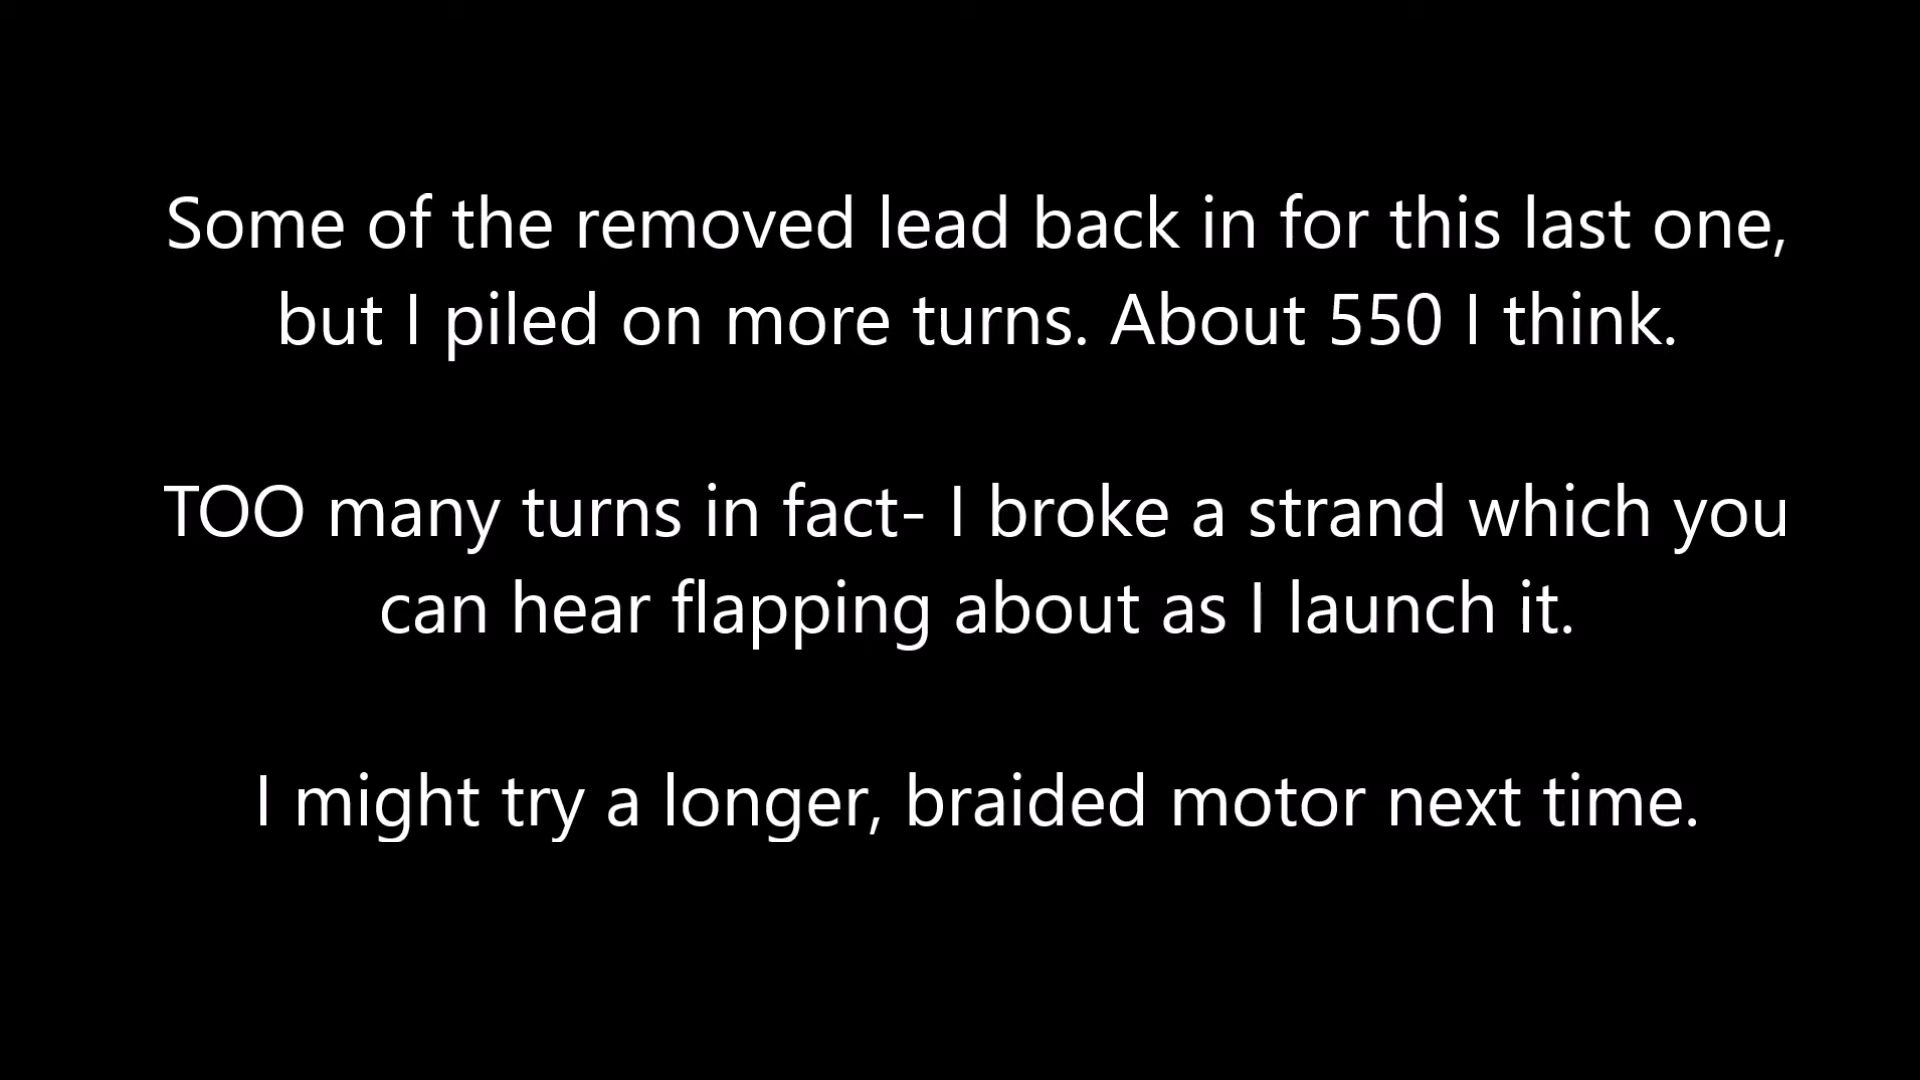 Some of the removed lead back in for this last one,
but I piled on more turns. About 550 I think.
TOO many turns in fact- I broke a strand which you
can hear flapping about as I launch it.
I might try a longer, braided motor next time.